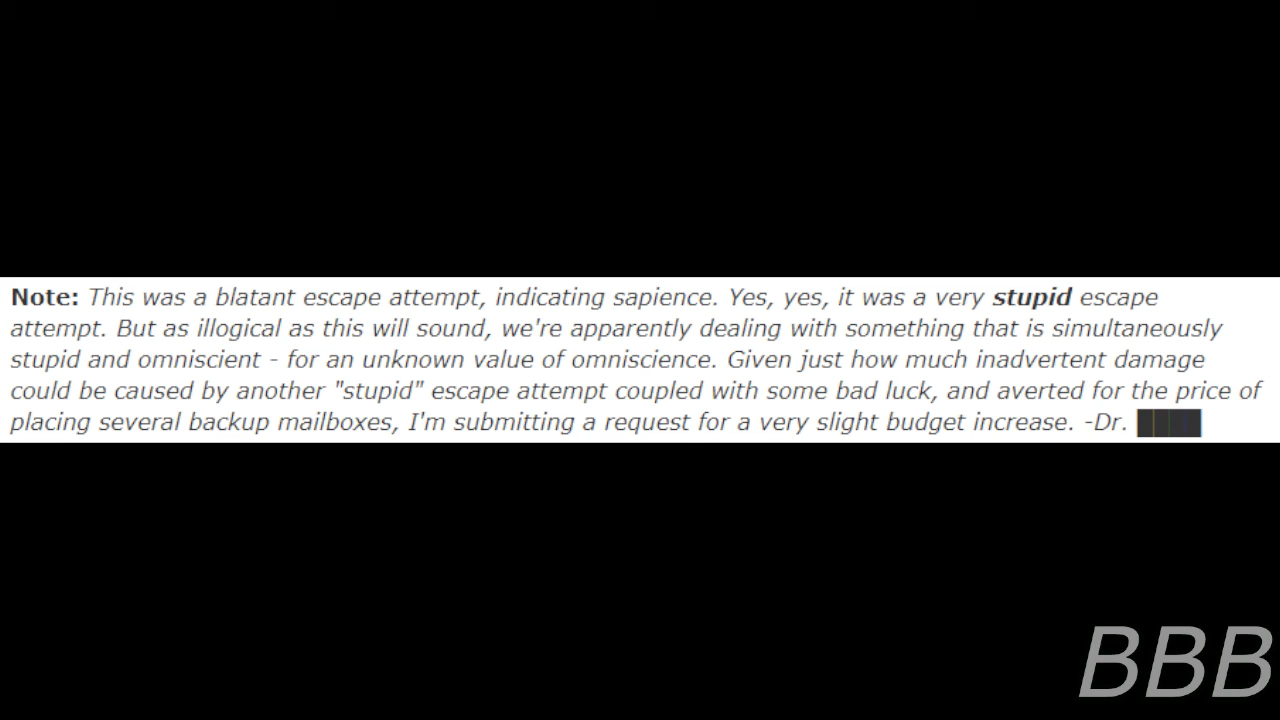 Note: This was a blatant escape attempt, indicating sapience. Yes, yes, it was a very stupid escape
attempt. But as illogical as this will sound, we're apparently dealing with something that is simultaneously
stupid and omniscient - for an unknown value of omniscience. Given just how much inadvertent damage
could be caused by another "stupid" escape attempt coupled with some bad luck, and averted for the price of
placing several backup mailboxes, I'm submitting a request for a very slight budget increase. -Dr. ████
BBB